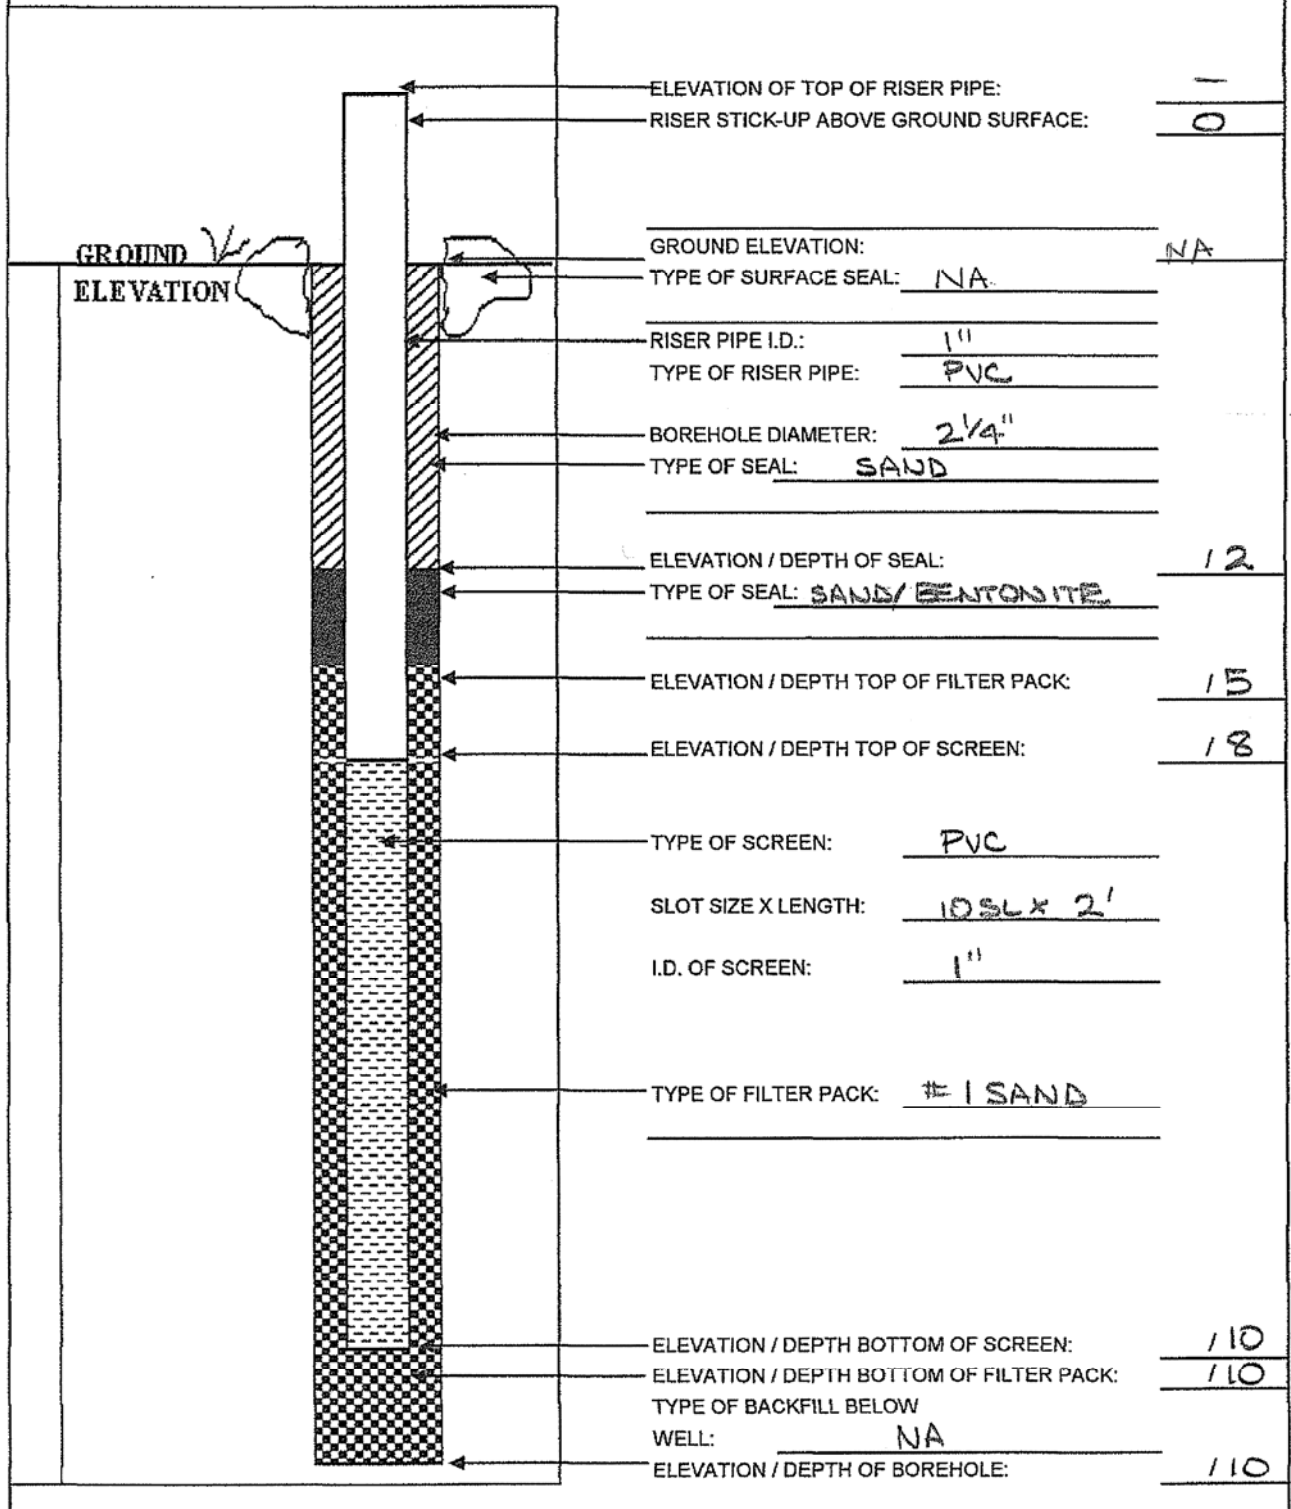 ELEVATION OF TOP OF RISER PIPE: —
RISER STICK-UP ABOVE GROUND SURFACE: 0
GROUND
ELEVATION
GROUND ELEVATION: NA
TYPE OF SURFACE SEAL: NA
RISER PIPE I.D.: 1"
TYPE OF RISER PIPE: PVC
BOREHOLE DIAMETER: 2 1/4"
TYPE OF SEAL: SAND
ELEVATION / DEPTH OF SEAL: / 2
TYPE OF SEAL: SAND/ BENTONITE
ELEVATION / DEPTH TOP OF FILTER PACK: / 5
ELEVATION / DEPTH TOP OF SCREEN: / 8
TYPE OF SCREEN: PVC
SLOT SIZE X LENGTH: 10 SL X 2'
I.D. OF SCREEN: 1"
TYPE OF FILTER PACK: # 1 SAND
ELEVATION / DEPTH BOTTOM OF SCREEN: / 10
ELEVATION / DEPTH BOTTOM OF FILTER PACK: / 10
TYPE OF BACKFILL BELOW
WELL: NA
ELEVATION / DEPTH OF BOREHOLE: / 10